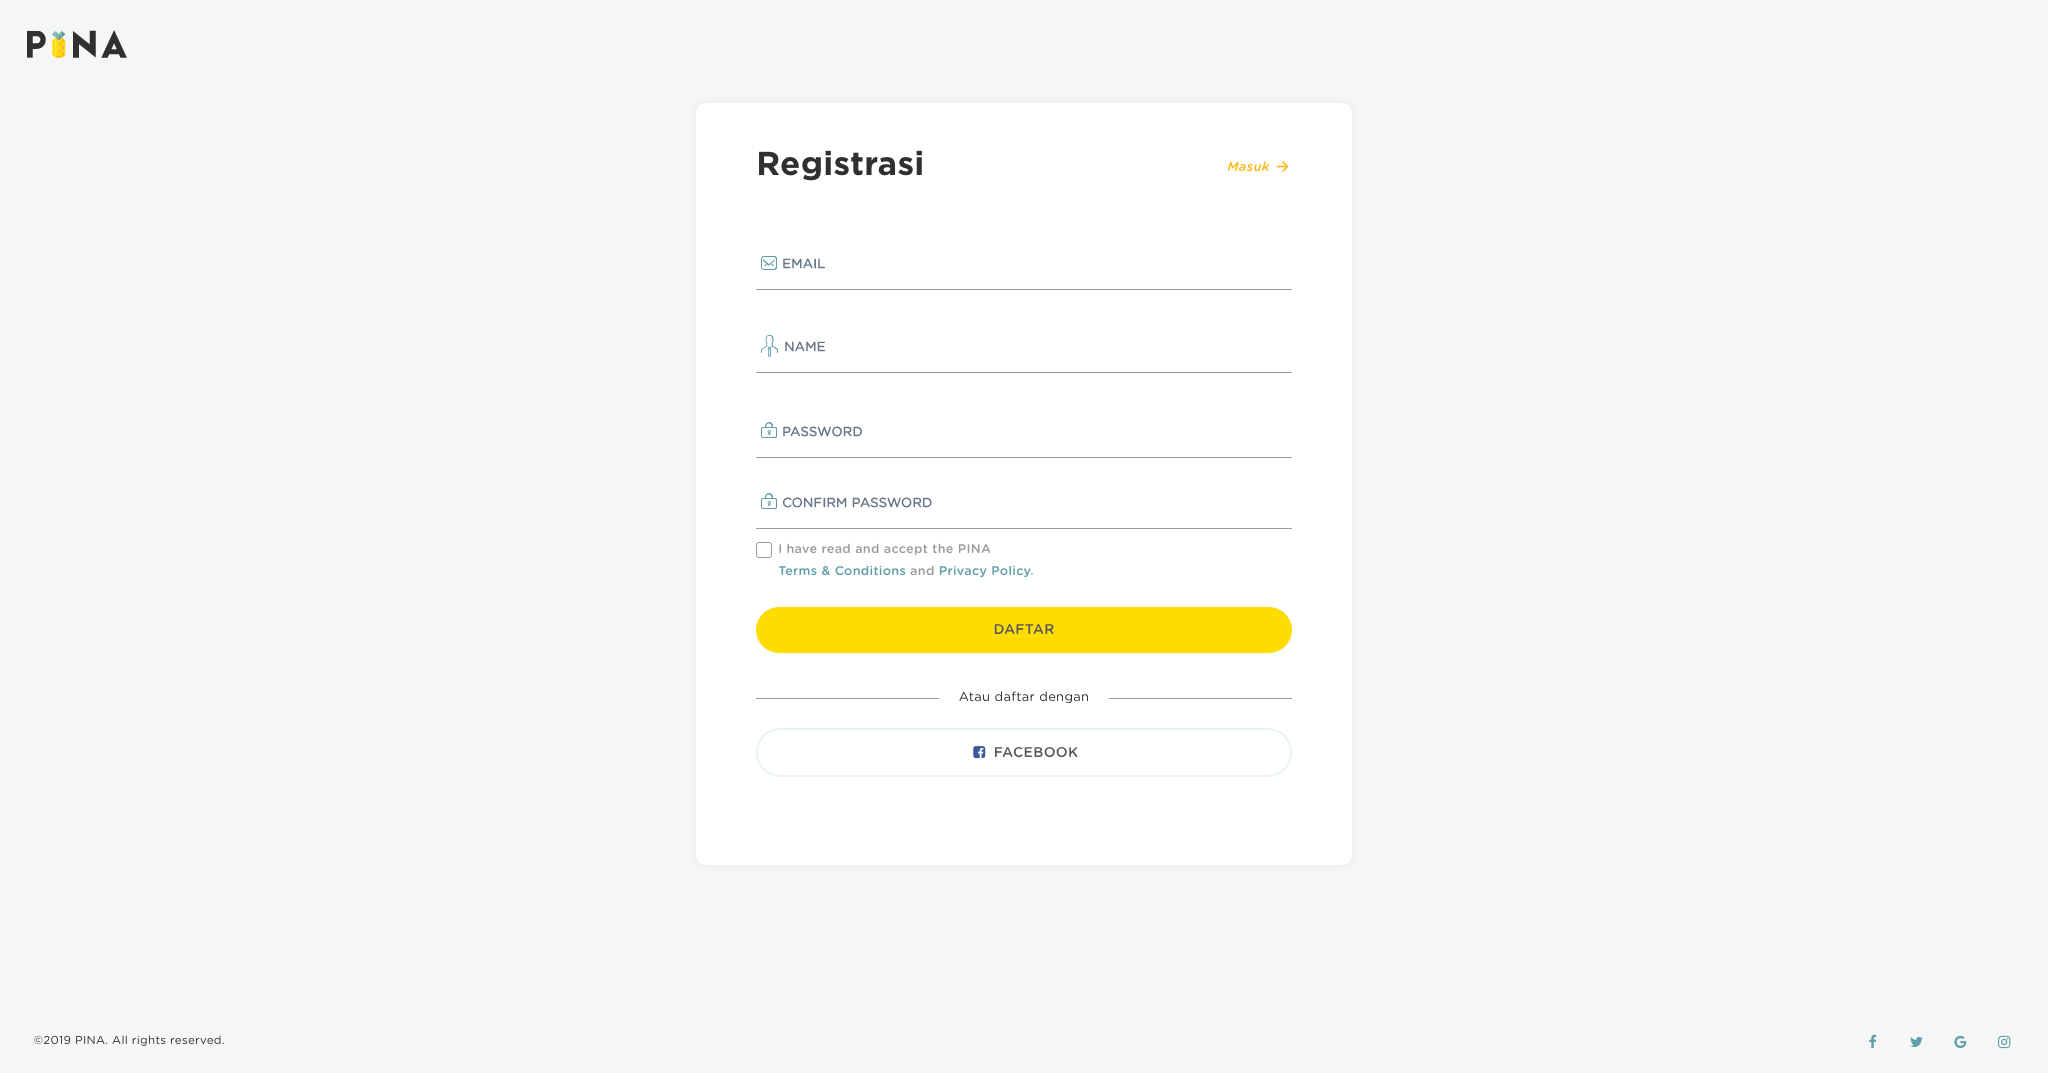 PINA
Registrasi
Masuk →
EMAIL
NAME
PASSWORD
CONFIRM PASSWORD
I have read and accept the PINA
Terms & Conditions and Privacy Policy.
DAFTAR
Atau daftar dengan
FACEBOOK
©2019 PINA. All rights reserved.